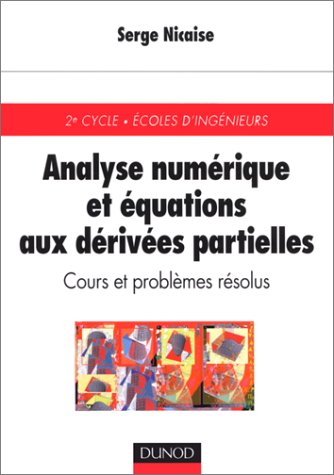 Serge Nicaise
2e CYCLE • ÉCOLES D'INGÉNIEURS
Analyse numérique
et équations
aux dérivées partielles
Cours et problèmes résolus
DUNOD